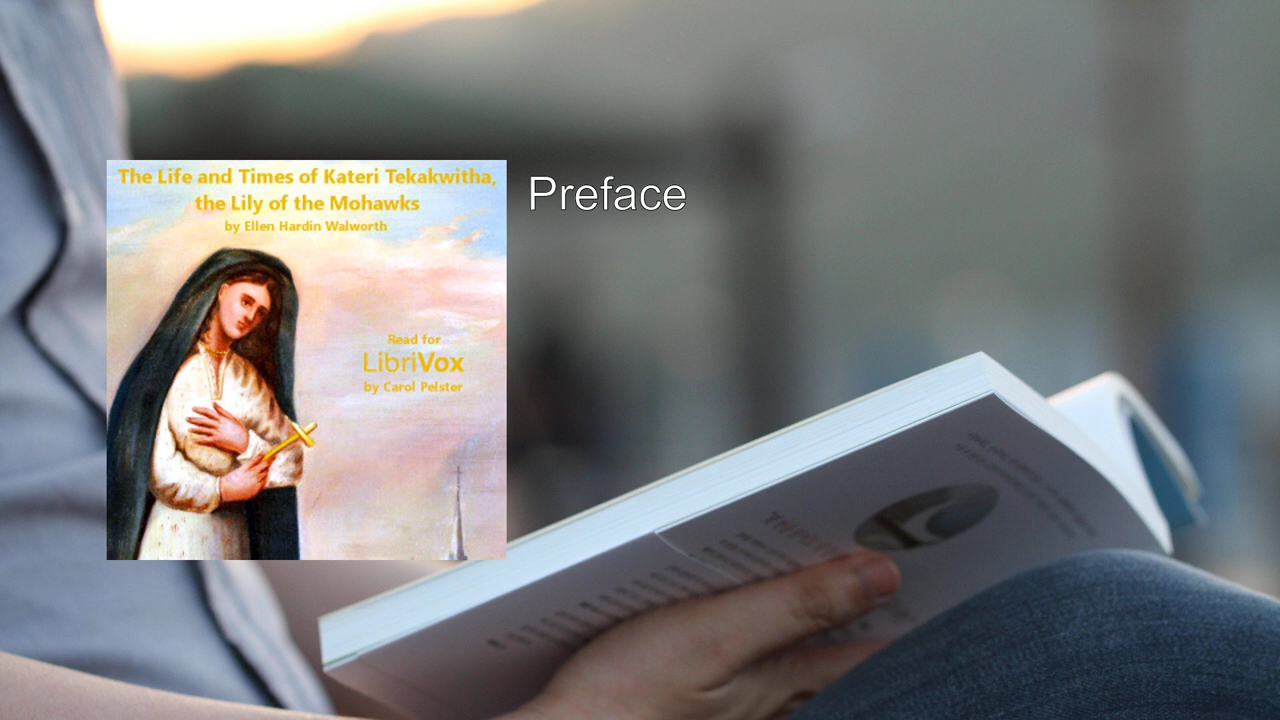 The Life and Times of Kateri Tekakwitha,
the Lily of the Mohawks
by Ellen Hardin Walworth
Read for
LibriVox
by Carol Pelster
Preface